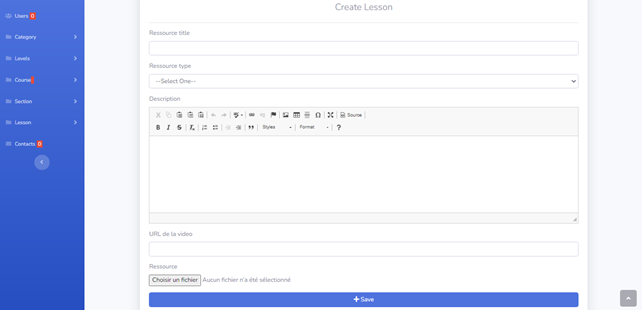 Users 0
Category
Levels
Course
Section
Lesson
Contacts 0
Create Lesson
Ressource title
Ressource type
--Select One--
Description
Source
B I S Styles Format ?
URL de la video
Ressource
Choisir un fichier Aucun fichier n'a été sélectionné
+ Save